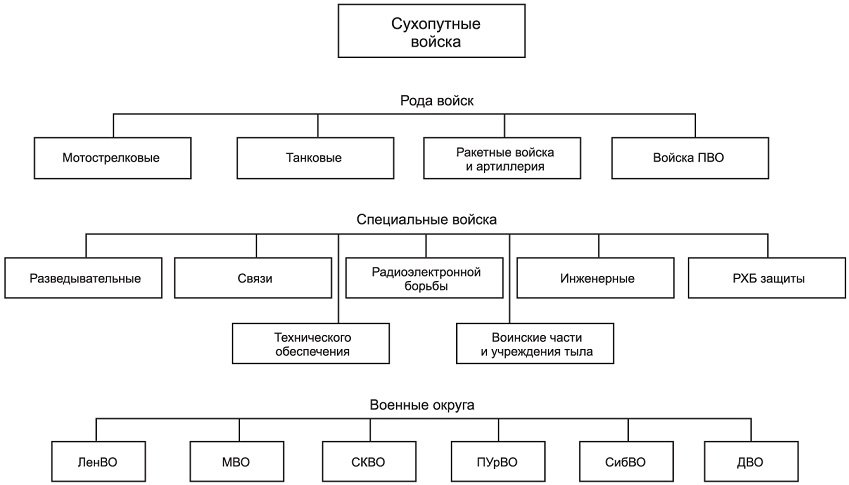 Сухопутные
войска
Рода войск
Мотострелковые
Танковые
Ракетные войска
и артиллерия
Войска ПВО
Специальные войска
Разведывательные
Связи
Радиоэлектронной
борьбы
Инженерные
РХБ защиты
Технического
обеспечения
Воинские части
и учреждения тыла
Военные округа
ЛенВО
МВО
СКВО
ПУрВО
СибВО
ДВО